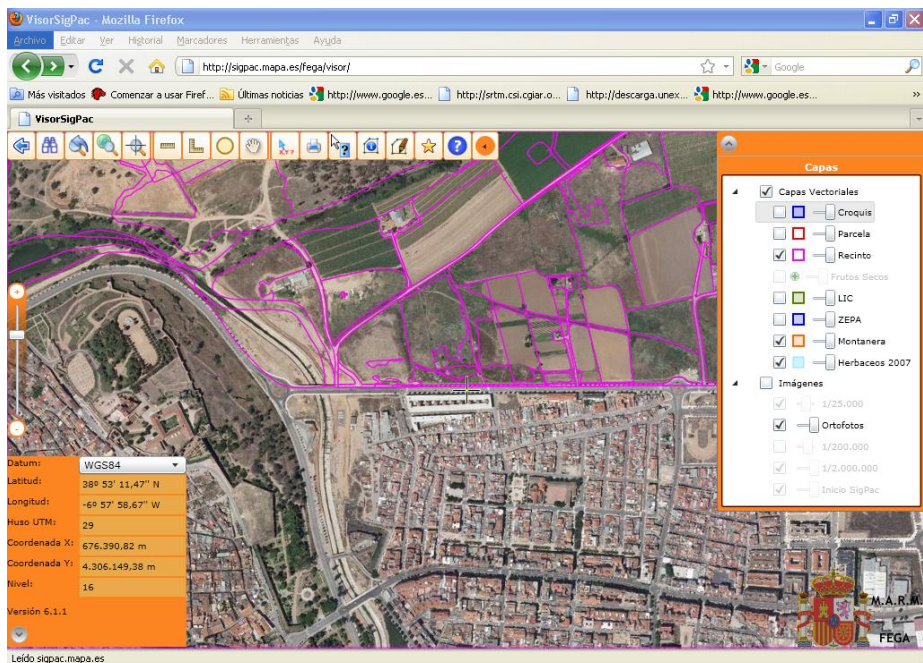 VisorSigPac - Mozilla Firefox
Archivo Editar Ver Historial Marcadores Herramientas Ayuda
http://sigpac.mapa.es/fega/visor/
Google
Más visitados Comenzar a usar Firef... Últimas noticias http://www.google.es... http://srtm.csi.cgiar.o... http://descarga.unex... http://www.google.es... »
VisorSigPac
X,Y ?
Capas
Capas Vectoriales
Croquis
Parcela
Recinto
Frutos Secos
LIC
ZEPA
Montanera
Herbaceos 2007
Imágenes
1/25.000
Ortofotos
1/200.000
1/2.000.000
Inicio SigPac
Datum: WGS84
Latitud: 38º 53' 11,47'' N
Longitud: -6º 57' 58,67'' W
Huso UTM: 29
Coordenada X: 676.390,82 m
Coordenada Y: 4.306.149,38 m
Nivel: 16
Versión 6.1.1
M.A.R.M.
FEGA
Leído sigpac.mapa.es